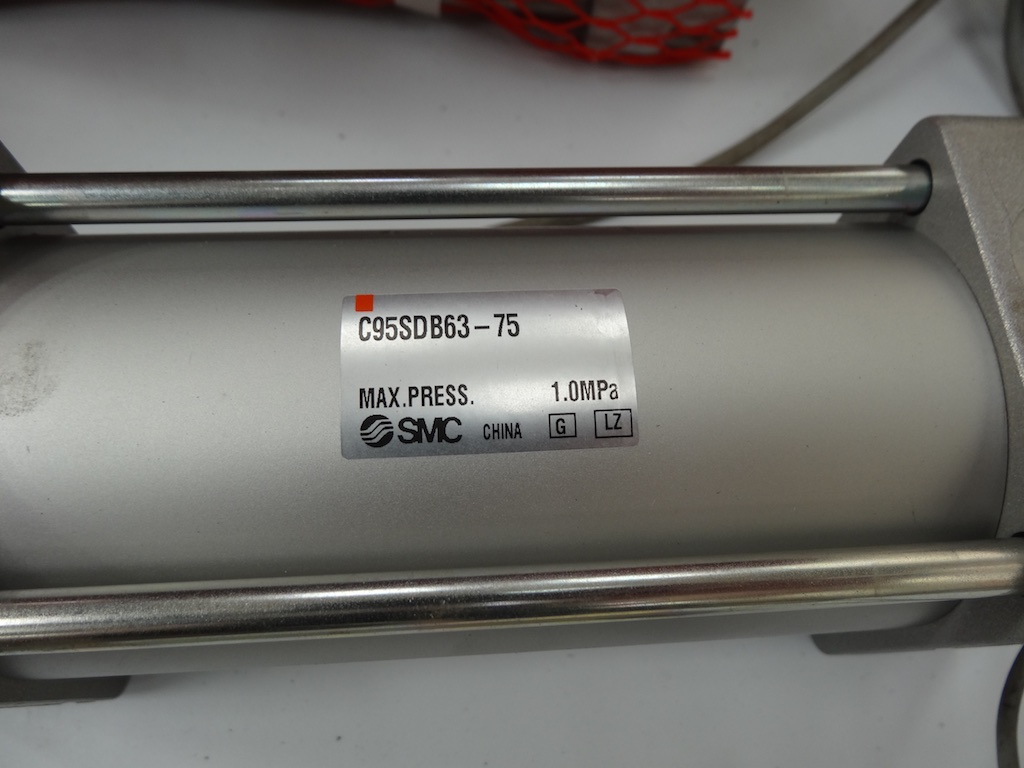 C95SDB63-75
MAX.PRESS. 1.0MPa
SMC CHINA G LZ